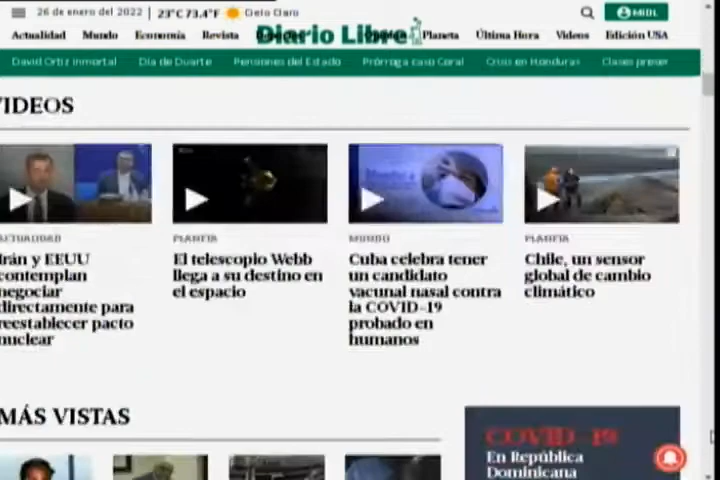 26 de enero del 2022 | 23°C 73.4°F Cielo Claro
MiDL
Actualidad Mundo Economía Revista Diario Libre Planeta Última Hora Videos Edición USA
David Ortiz inmortal Día de Duarte Pensiones del Estado Prórroga caso Coral Crisis en Honduras
VIDEOS
ACTUALIDAD
Irán y EEUU
contemplan
negociar
directamente para
reestablecer pacto
nuclear
PLANETA
El telescopio Webb
llega a su destino en
el espacio
MUNDO
Cuba celebra tener
un candidato
vacunal nasal contra
la COVID-19
probado en
humanos
PLANETA
Chile, un sensor
global de cambio
climático
MÁS VISTAS
COVID-19
En República
Dominicana